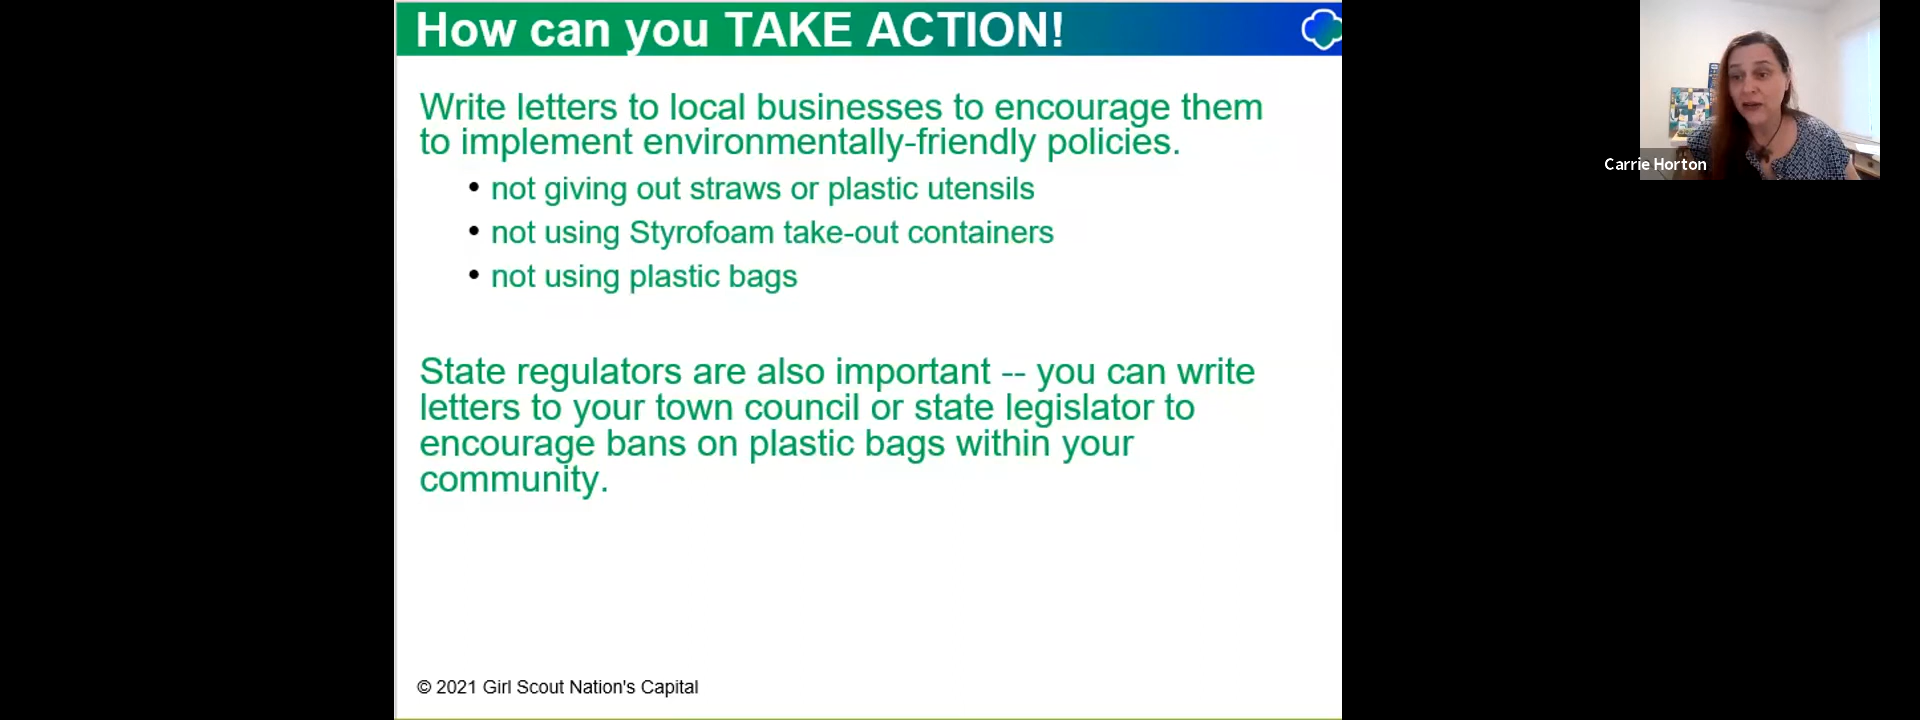 How can you TAKE ACTION!
Write letters to local businesses to encourage them
to implement environmentally-friendly policies.
• not giving out straws or plastic utensils
• not using Styrofoam take-out containers
• not using plastic bags
State regulators are also important -- you can write
letters to your town council or state legislator to
encourage bans on plastic bags within your
community.
© 2021 Girl Scout Nation's Capital
Carrie Horton